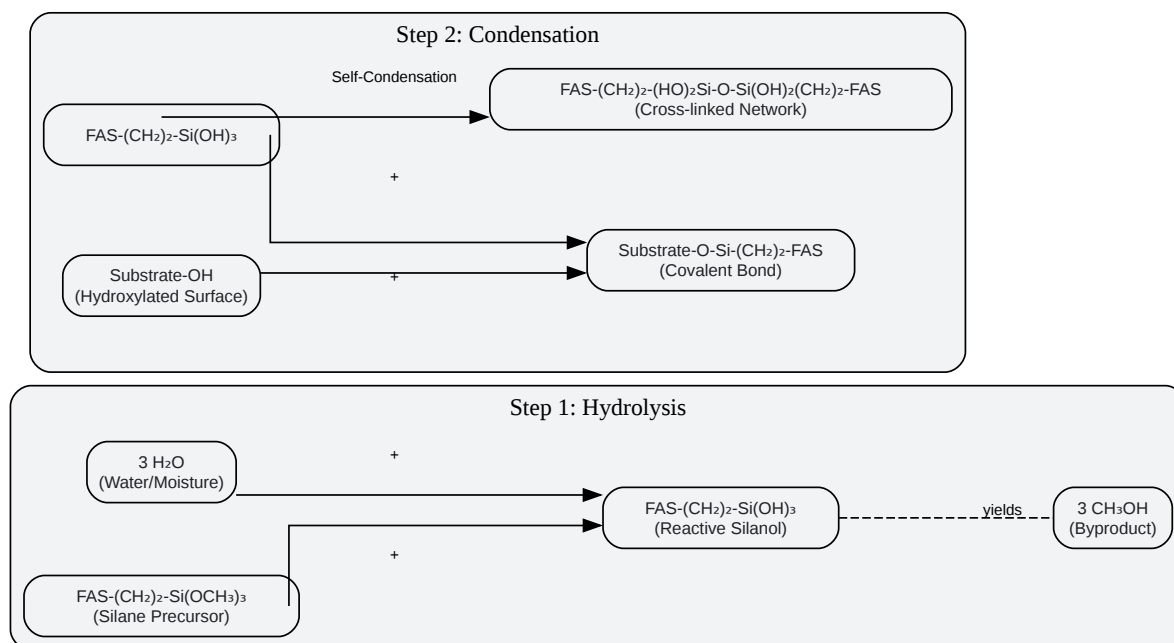 Step 2: Condensation
Self-Condensation
FAS-(CH₂)₂-(HO)₂Si-O-Si(OH)₂(CH₂)₂-FAS
(Cross-linked Network)
FAS-(CH₂)₂-Si(OH)₃
+
Substrate-O-Si-(CH₂)₂-FAS
(Covalent Bond)
Substrate-OH
(Hydroxylated Surface)
+
Step 1: Hydrolysis
3 H₂O
(Water/Moisture)
+
FAS-(CH₂)₂-Si(OH)₃
(Reactive Silanol)
yields
3 CH₃OH
(Byproduct)
+
FAS-(CH₂)₂-Si(OCH₃)₃
(Silane Precursor)